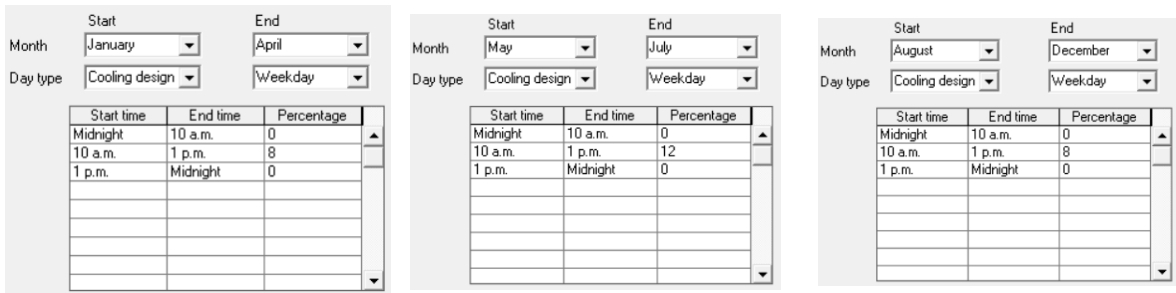 Start End
Month January April
Day type Cooling design Weekday
Start time End time Percentage
Midnight 10 a.m. 0
10 a.m. 1 p.m. 8
1 p.m. Midnight 0
Start End
Month May July
Day type Cooling design Weekday
Start time End time Percentage
Midnight 10 a.m. 0
10 a.m. 1 p.m. 12
1 p.m. Midnight 0
Start End
Month August December
Day type Cooling design Weekday
Start time End time Percentage
Midnight 10 a.m. 0
10 a.m. 1 p.m. 8
1 p.m. Midnight 0